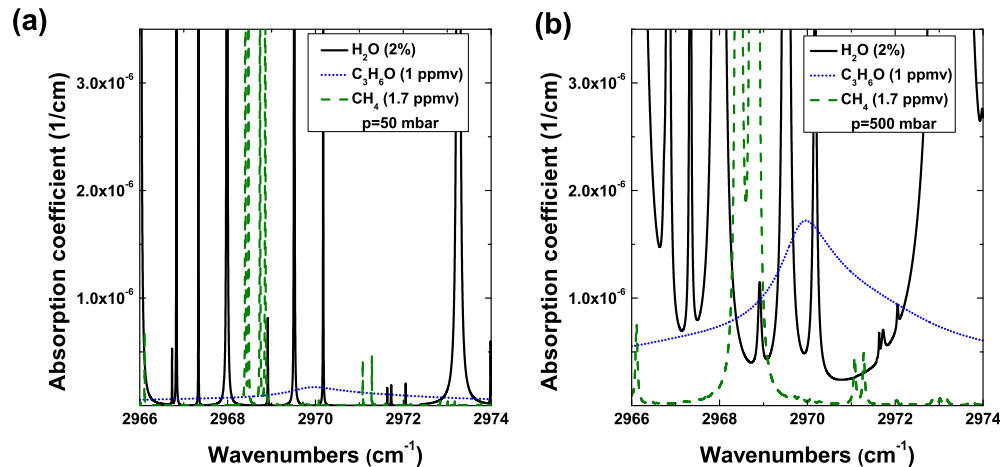 (a)
Absorption coefficient (1/cm)
3.0x10⁻⁶
2.0x10⁻⁶
1.0x10⁻⁶
H₂O (2%)
C₃H₆O (1 ppmv)
CH₄ (1.7 ppmv)
p=50 mbar
2966 2968 2970 2972 2974
Wavenumbers (cm⁻¹)
(b)
Absorption coefficient (1/cm)
3.0x10⁻⁶
2.0x10⁻⁶
1.0x10⁻⁶
H₂O (2%)
C₃H₆O (1 ppmv)
CH₄ (1.7 ppmv)
p=500 mbar
2966 2968 2970 2972 2974
Wavenumbers (cm⁻¹)